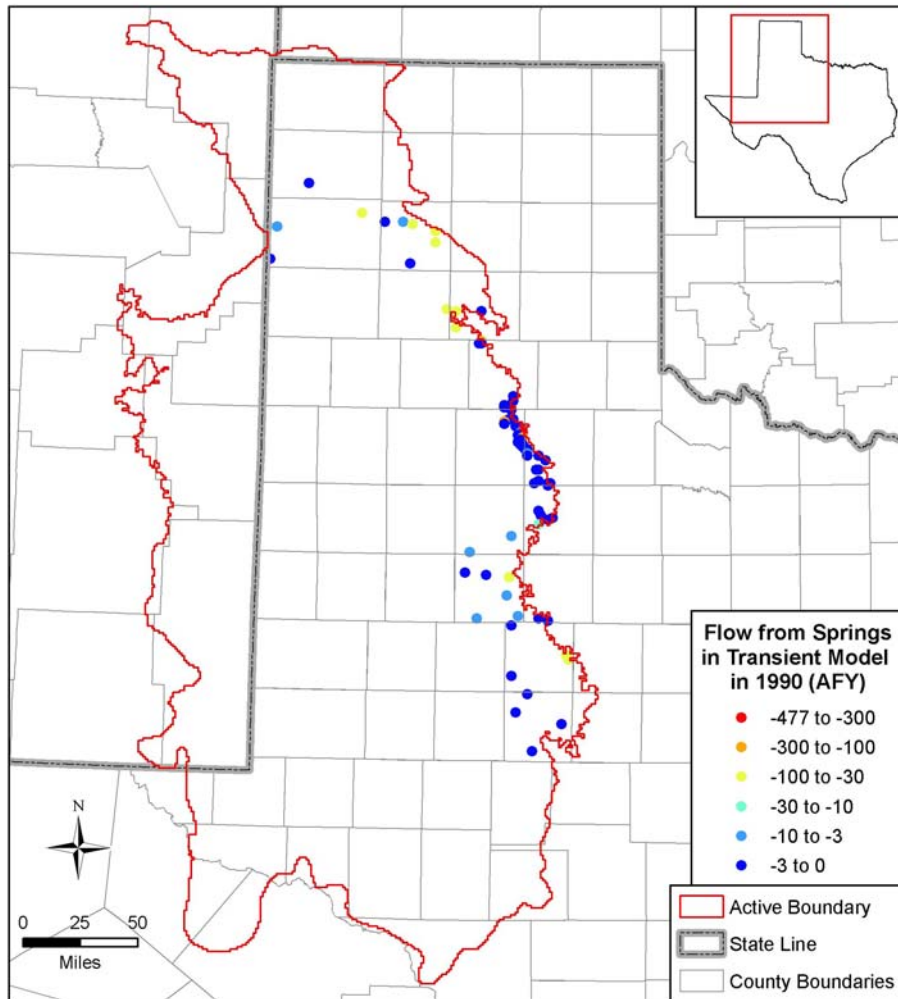 Flow from Springs
in Transient Model
in 1990 (AFY)
-477 to -300
-300 to -100
-100 to -30
-30 to -10
-10 to -3
-3 to 0
N
0 25 50
Miles
Active Boundary
State Line
County Boundaries